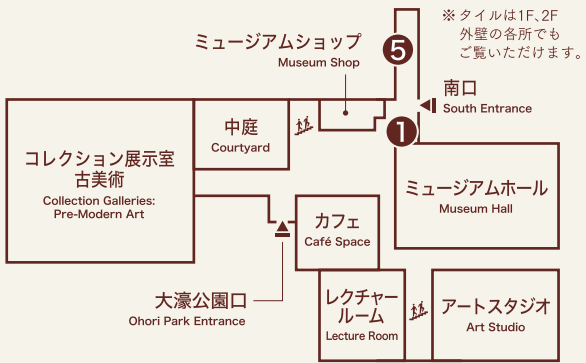 ※タイルは1F、2F
外壁の各所でも
ご覧いただけます。
ミュージアムショップ
Museum Shop
5
南口
South Entrance
中庭
Courtyard
1
コレクション展示室
古美術
Collection Galleries:
Pre-Modern Art
ミュージアムホール
Museum Hall
カフェ
Café Space
大濠公園口
Ohori Park Entrance
レクチャー
ルーム
Lecture Room
アートスタジオ
Art Studio